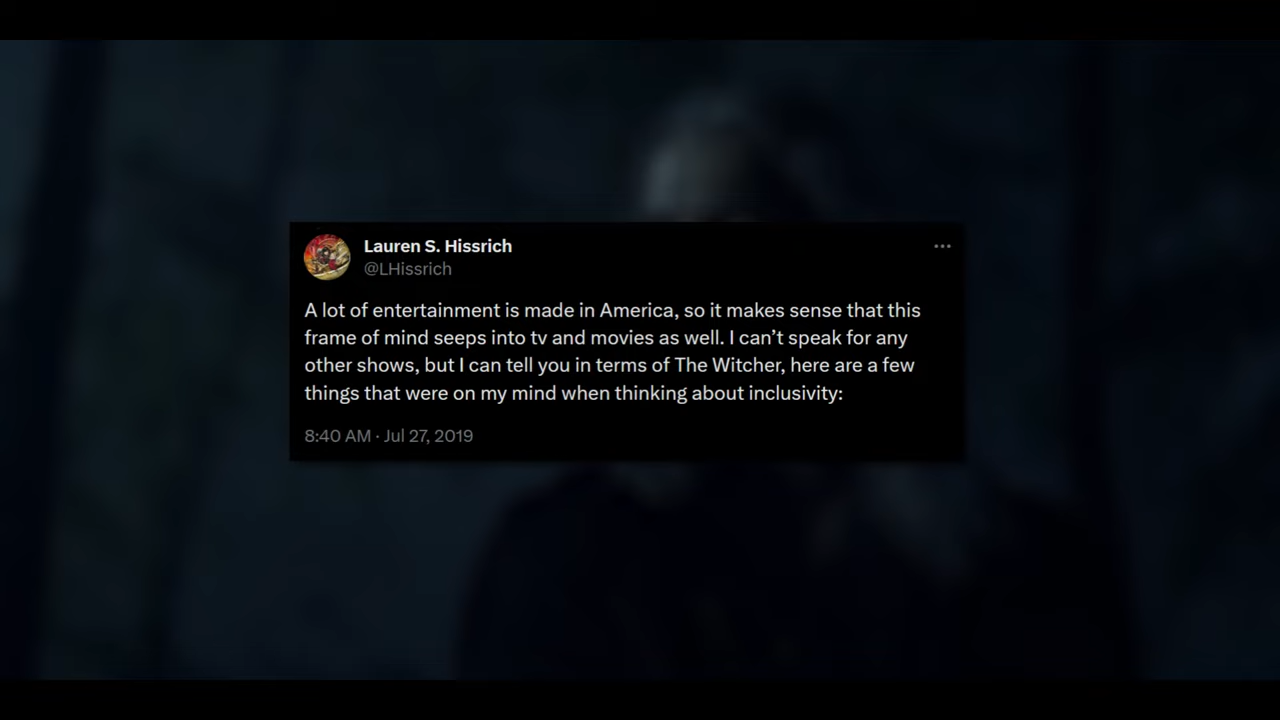 Lauren S. Hissrich
@LHissrich
A lot of entertainment is made in America, so it makes sense that this
frame of mind seeps into tv and movies as well. I can’t speak for any
other shows, but I can tell you in terms of The Witcher, here are a few
things that were on my mind when thinking about inclusivity:
8:40 AM · Jul 27, 2019